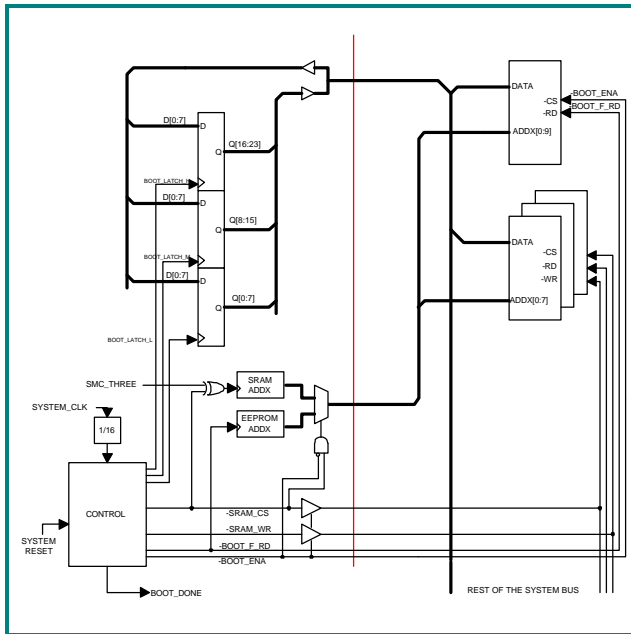 DATA
-BOOT_ENA
-CS
-BOOT_F_RD
-RD
ADDX[0:9]
D[0:7]
D
Q[16:23]
Q
D[0:7]
D
Q[8:15]
Q
BOOT_LATCH_M
D[0:7]
D
Q[0:7]
Q
BOOT_LATCH_L
DATA
-CS
-RD
-WR
ADDX[0:7]
SMC_THREE
SRAM
ADDX
EEPROM
ADDX
SYSTEM_CLK
1/16
CONTROL
SYSTEM
RESET
-SRAM_CS
-SRAM_WR
-BOOT_F_RD
-BOOT_ENA
BOOT_DONE
REST OF THE SYSTEM BUS